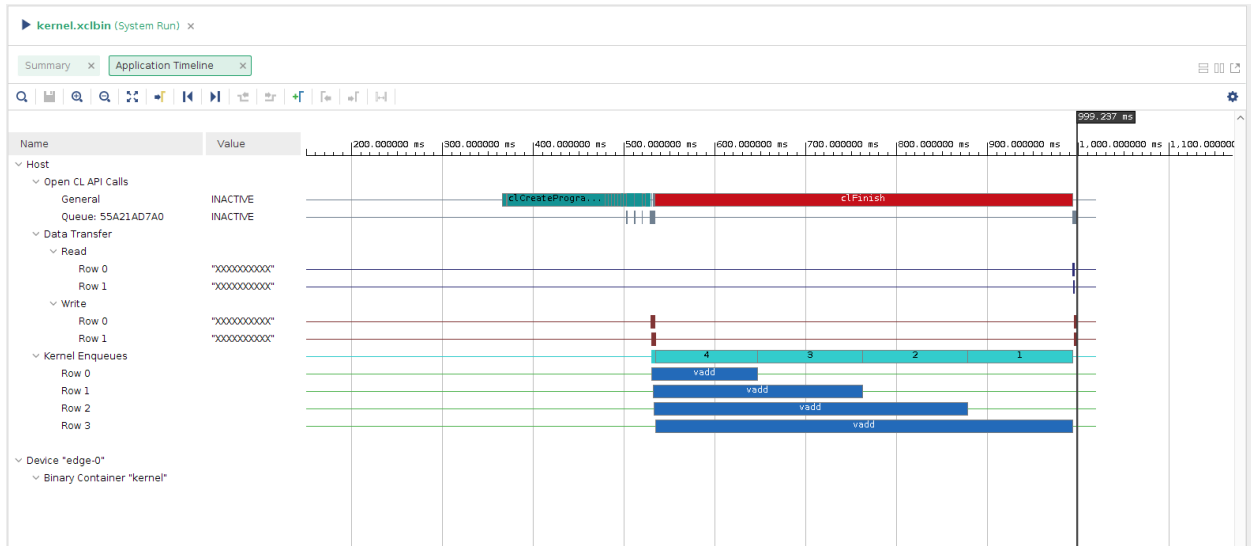 kernel.xclbin (System Run) ×
Summary × Application Timeline ×
999.237 ms
Name Value 200.000000 ms 300.000000 ms 400.000000 ms 500.000000 ms 600.000000 ms 700.000000 ms 800.000000 ms 900.000000 ms 1,000.000000 ms 1,100.000000
Host
Open CL API Calls
General INACTIVE clCreateProgra... clFinish
Queue: 55A21AD7A0 INACTIVE
Data Transfer
Read
Row 0 "XXXXXXXXXX"
Row 1 "XXXXXXXXXX"
Write
Row 0 "XXXXXXXXXX"
Row 1 "XXXXXXXXXX"
Kernel Enqueues 4 3 2 1
Row 0 vadd
Row 1 vadd
Row 2 vadd
Row 3 vadd
Device "edge-0"
Binary Container "kernel"